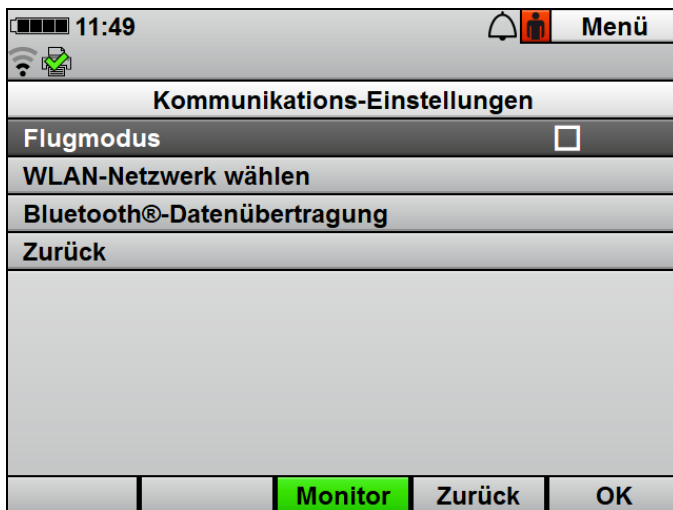 11:49
Menü
Kommunikations-Einstellungen
Flugmodus
WLAN-Netzwerk wählen
Bluetooth®-Datenübertragung
Zurück
Monitor Zurück OK